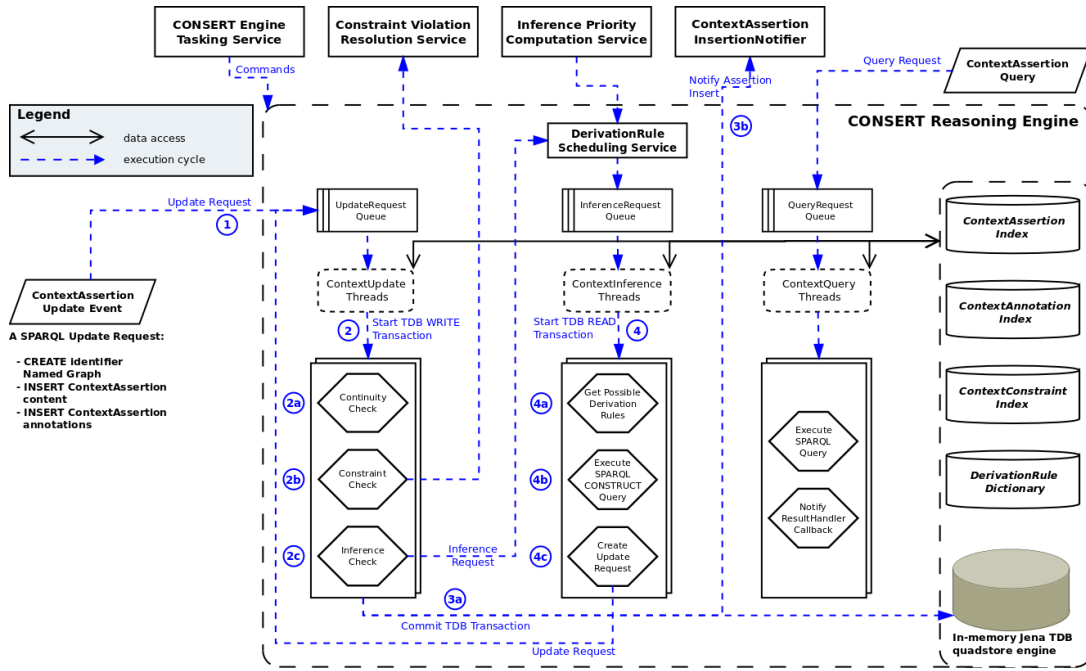 CONSERT Engine
Tasking Service
Constraint Violation
Resolution Service
Inference Priority
Computation Service
ContextAssertion
InsertionNotifier
ContextAssertion
Query
Commands
Notify Assertion
Insert
Query Request
Legend
data access
execution cycle
3b
CONSERT Reasoning Engine
DerivationRule
Scheduling Service
Update Request
1
UpdateRequest
Queue
InferenceRequest
Queue
QueryRequest
Queue
ContextAssertion
Index
ContextAssertion
Update Event
ContextUpdate
Threads
ContextInference
Threads
ContextQuery
Threads
ContextAnnotation
Index
A SPARQL Update Request:
- CREATE identifier
Named Graph
- INSERT ContextAssertion
content
- INSERT ContextAssertion
annotations
2
Start TDB WRITE
Transaction
Start TDB READ
Transaction
4
2a
Continuity
Check
4a
Get Possible
Derivation
Rules
ContextConstraint
Index
Execute
SPARQL
Query
2b
Constraint
Check
4b
Execute
SPARQL
CONSTRUCT
Query
DerivationRule
Dictionary
Notify
ResultHandler
Callback
2c
Inference
Check
Inference
Request
4c
Create
Update
Request
3a
Commit TDB Transaction
Update Request
In-memory Jena TDB
quadstore engine